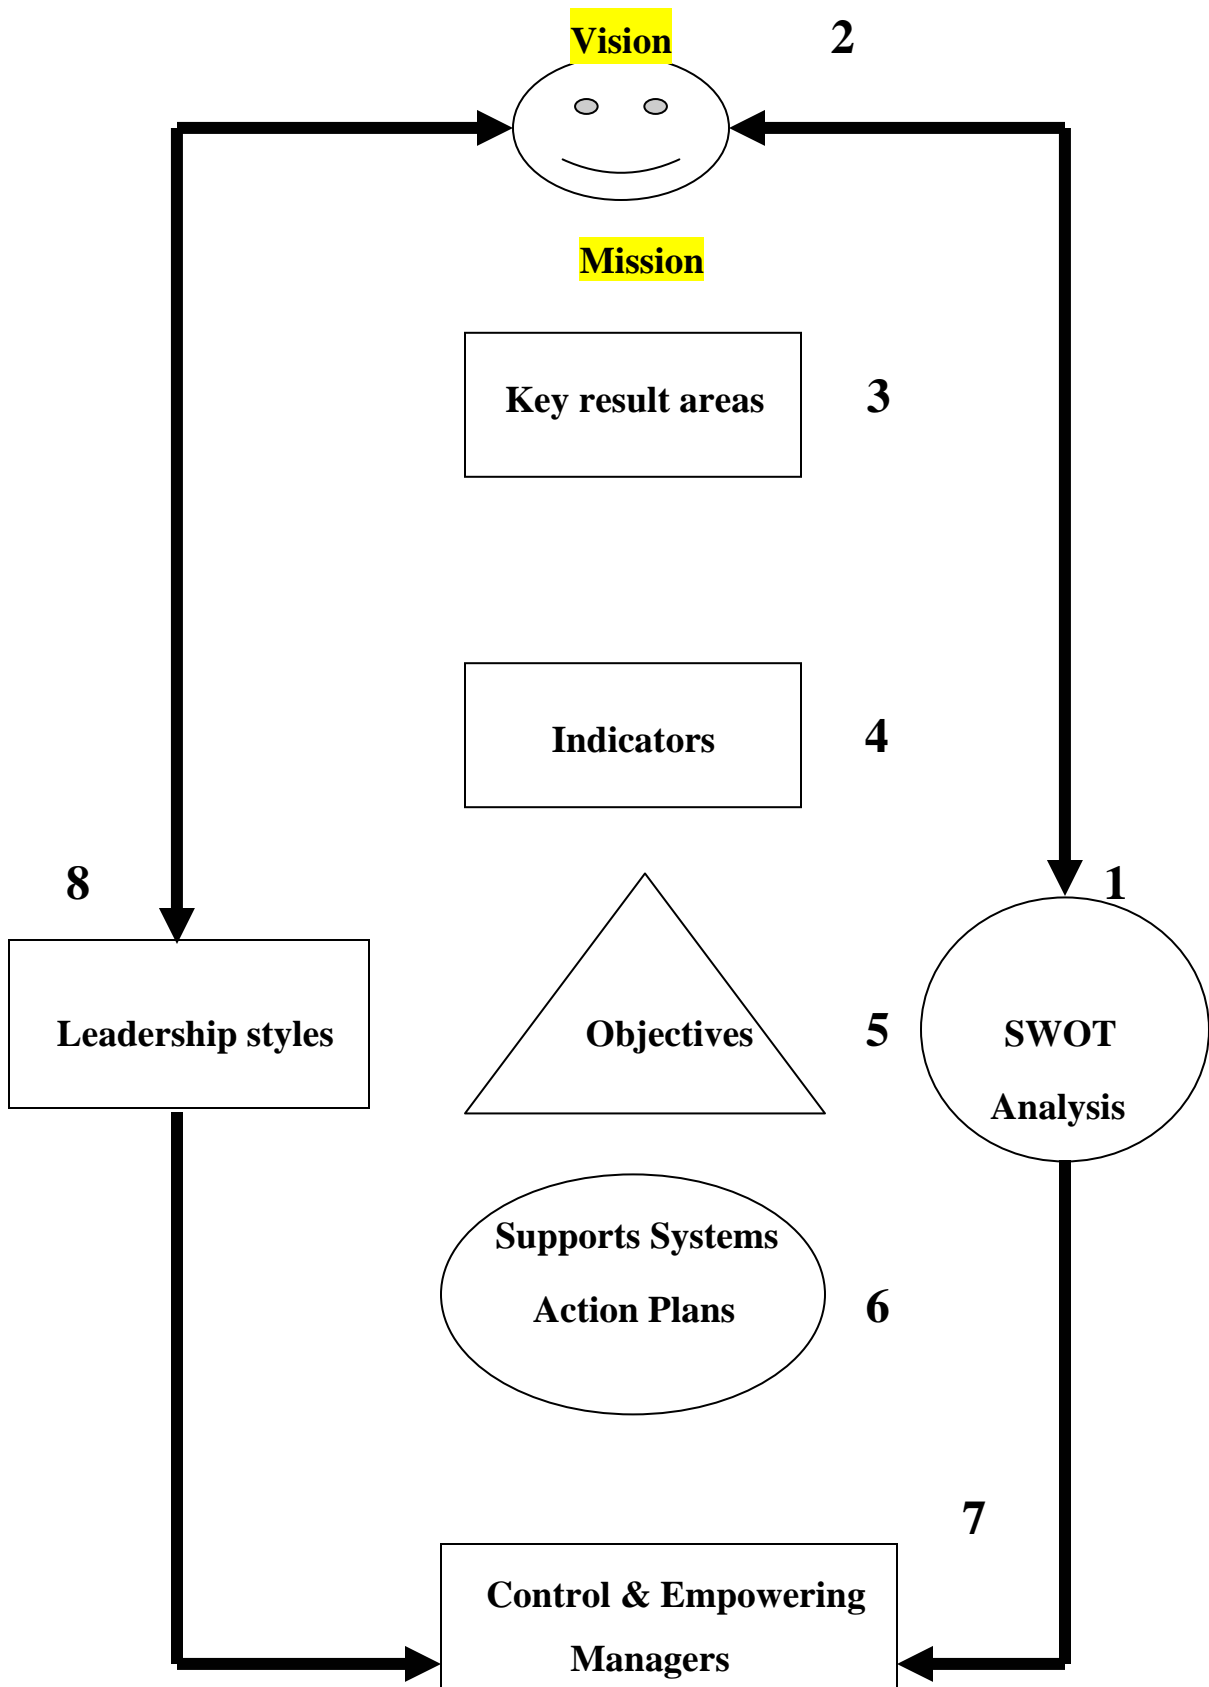 Vision 2
Mission
Key result areas 3
Indicators 4
8 1
Leadership styles Objectives 5 SWOT
Analysis
Supports Systems
Action Plans 6
7
Control & Empowering
Managers